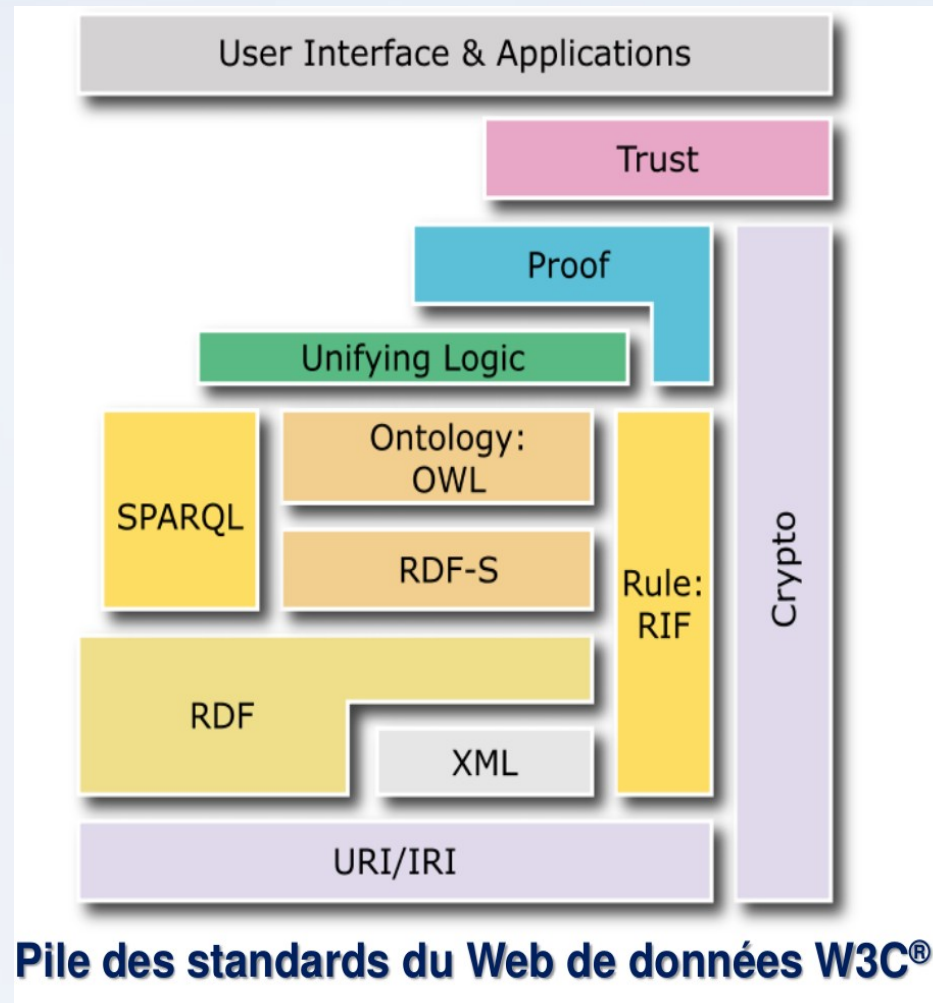 User Interface & Applications
Trust
Proof
Unifying Logic
Ontology:
OWL
SPARQL
RDF-S
Rule:
RIF
Crypto
RDF
XML
URI/IRI
Pile des standards du Web de données W3C®